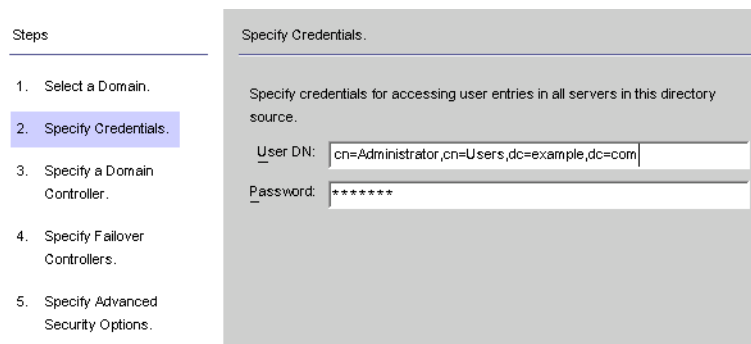 Steps
1. Select a Domain.
2. Specify Credentials.
3. Specify a Domain
Controller.
4. Specify Failover
Controllers.
5. Specify Advanced
Security Options.
Specify Credentials.
Specify credentials for accessing user entries in all servers in this directory
source.
User DN: cn=Administrator,cn=Users,dc=example,dc=com
Password: *******